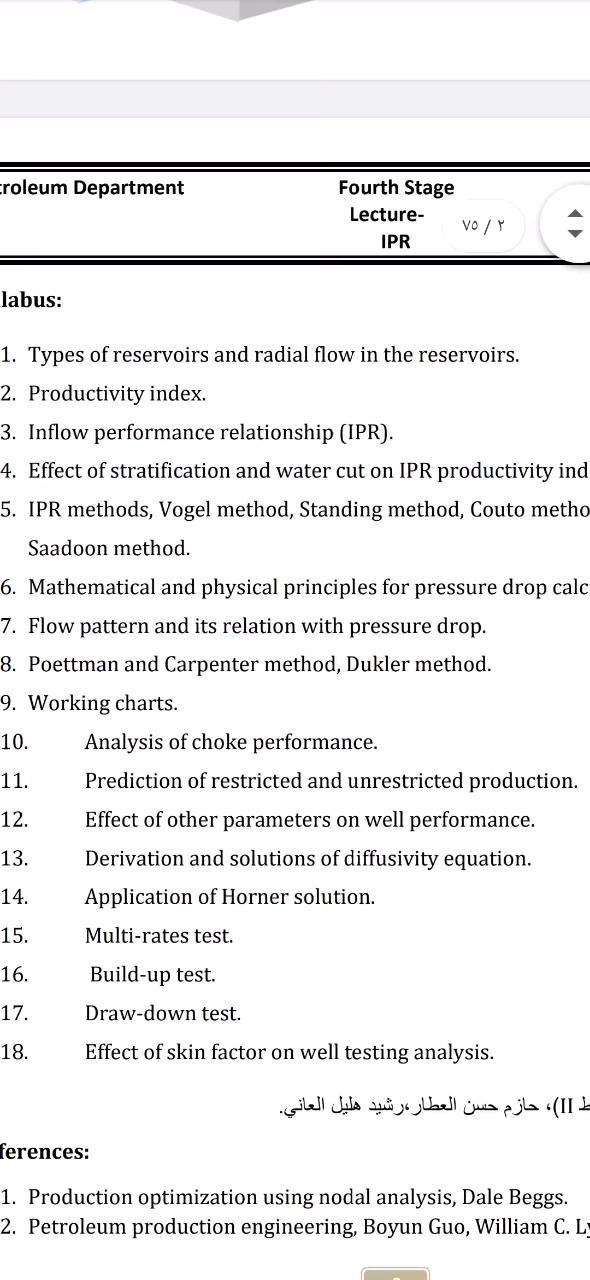 troleum Department
Fourth Stage
Lecture-
IPR
٢ / ٧٥
labus:
1. Types of reservoirs and radial flow in the reservoirs.
2. Productivity index.
3. Inflow performance relationship (IPR).
4. Effect of stratification and water cut on IPR productivity ind
5. IPR methods, Vogel method, Standing method, Couto metho
Saadoon method.
6. Mathematical and physical principles for pressure drop calc
7. Flow pattern and its relation with pressure drop.
8. Poettman and Carpenter method, Dukler method.
9. Working charts.
10. Analysis of choke performance.
11. Prediction of restricted and unrestricted production.
12. Effect of other parameters on well performance.
13. Derivation and solutions of diffusivity equation.
14. Application of Horner solution.
15. Multi-rates test.
16. Build-up test.
17. Draw-down test.
18. Effect of skin factor on well testing analysis.
ط II)، حازم حسن العطار،رشيد هليل العاني.
ferences:
1. Production optimization using nodal analysis, Dale Beggs.
2. Petroleum production engineering, Boyun Guo, William C. Ly